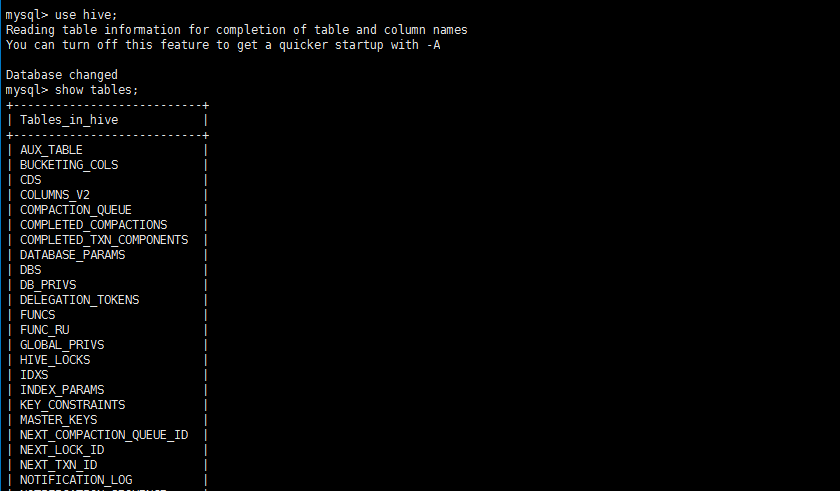 mysql> use hive;
Reading table information for completion of table and column names
You can turn off this feature to get a quicker startup with -A
Database changed
mysql> show tables;
+---------------------------+
| Tables_in_hive            |
+---------------------------+
| AUX_TABLE                 |
| BUCKETING_COLS            |
| CDS                       |
| COLUMNS_V2                |
| COMPACTION_QUEUE          |
| COMPLETED_COMPACTIONS     |
| COMPLETED_TXN_COMPONENTS  |
| DATABASE_PARAMS           |
| DBS                       |
| DB_PRIVS                  |
| DELEGATION_TOKENS         |
| FUNCS                     |
| FUNC_RU                   |
| GLOBAL_PRIVS              |
| HIVE_LOCKS                |
| IDXS                      |
| INDEX_PARAMS              |
| KEY_CONSTRAINTS           |
| MASTER_KEYS               |
| NEXT_COMPACTION_QUEUE_ID  |
| NEXT_LOCK_ID              |
| NEXT_TXN_ID               |
| NOTIFICATION_LOG          |